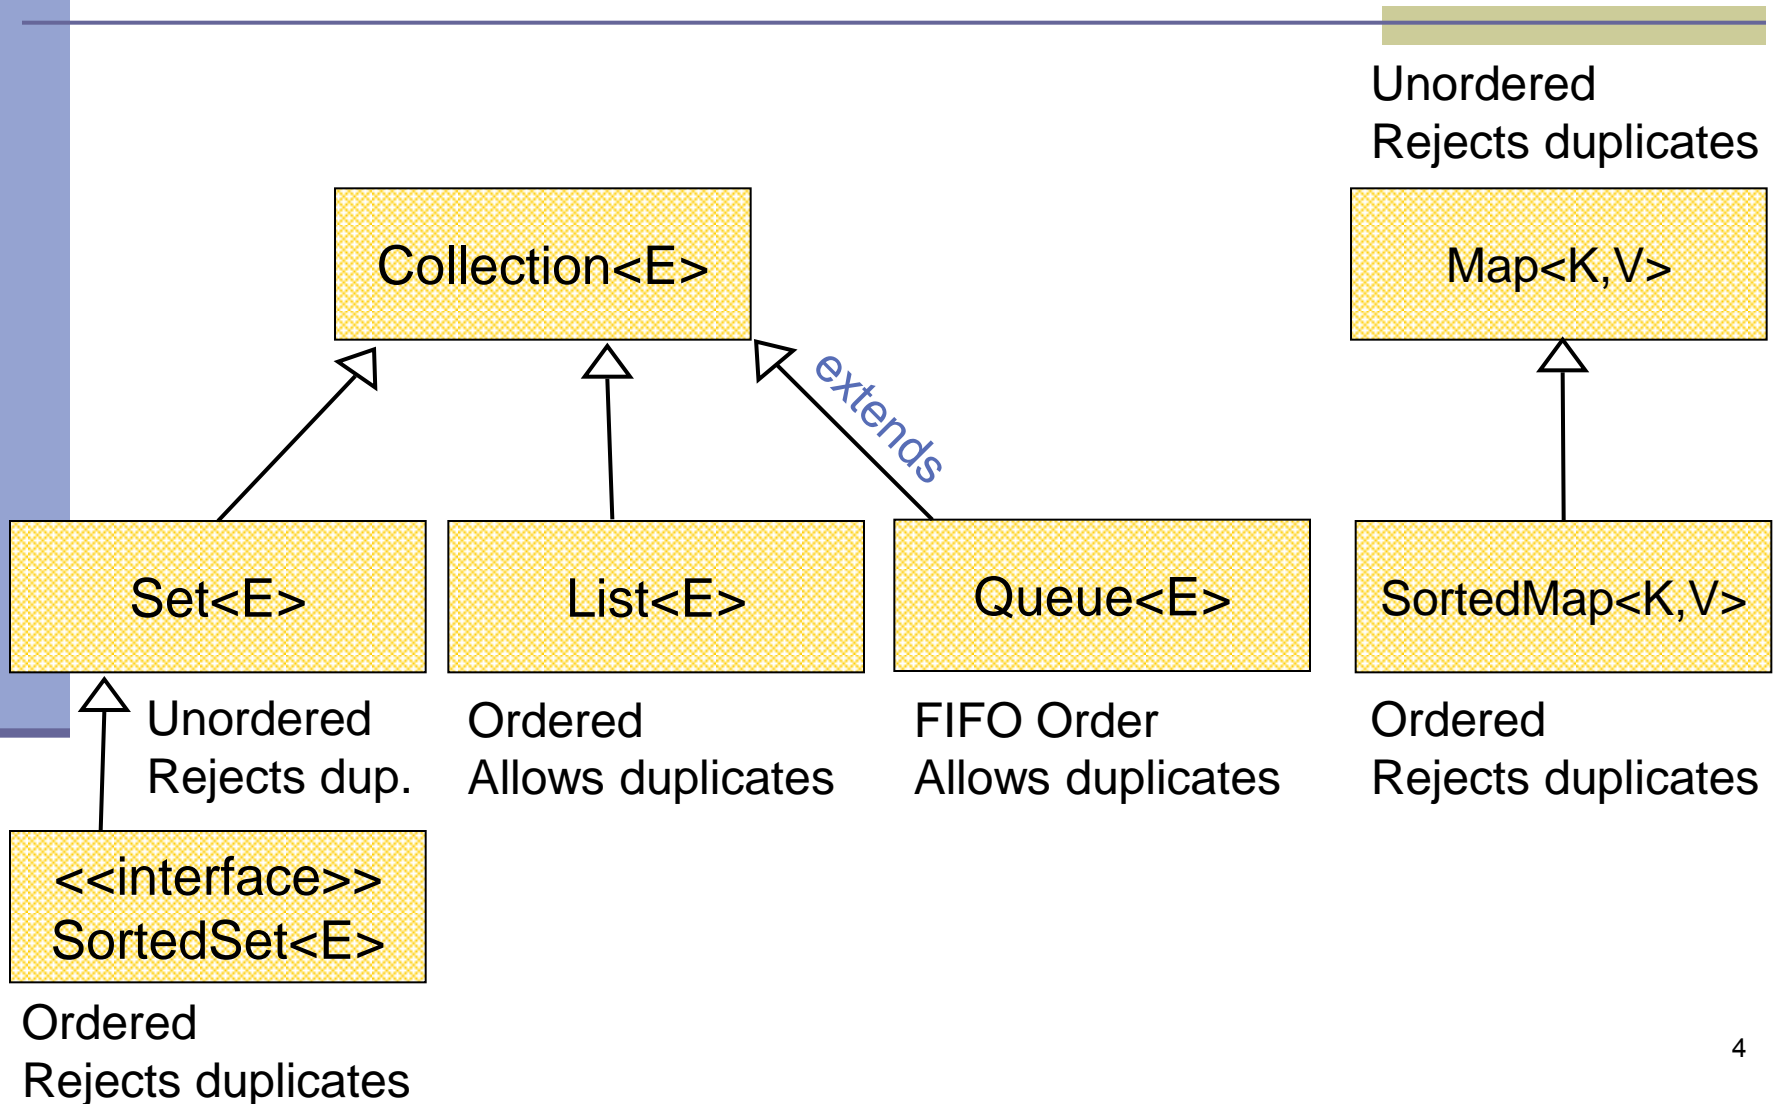 Unordered
Rejects duplicates
Collection<E>
Map<K,V>
extends
Set<E>
List<E>
Queue<E>
SortedMap<K,V>
Unordered
Rejects dup.
Ordered
Allows duplicates
FIFO Order
Allows duplicates
Ordered
Rejects duplicates
<<interface>>
SortedSet<E>
Ordered
Rejects duplicates
4